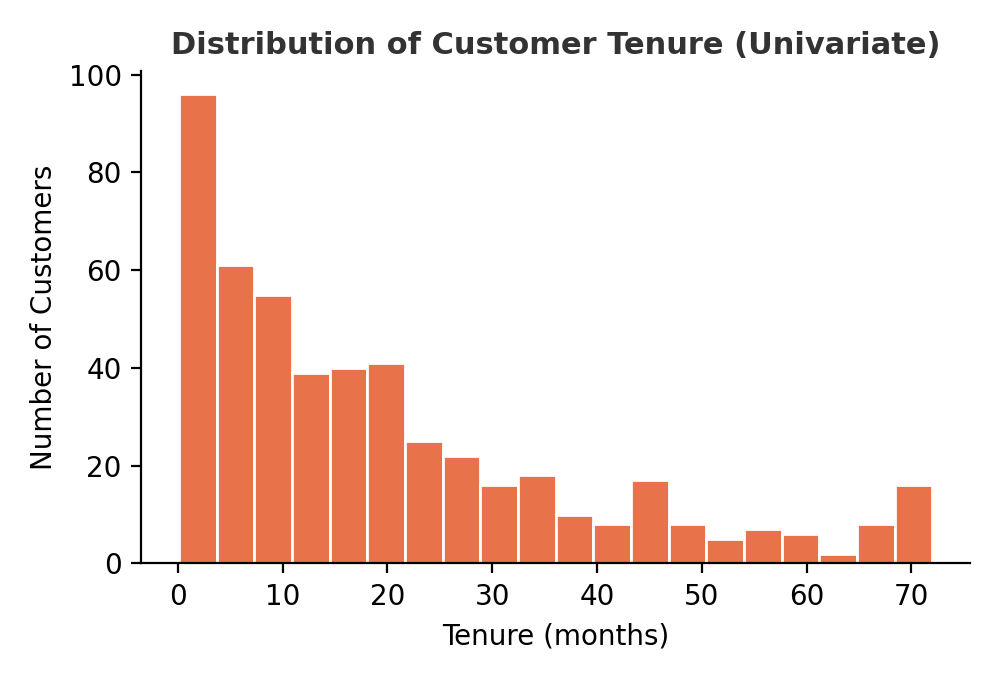 Distribution of Customer Tenure (Univariate)
100
80
60
40
20
0
Number of Customers
0 10 20 30 40 50 60 70
Tenure (months)